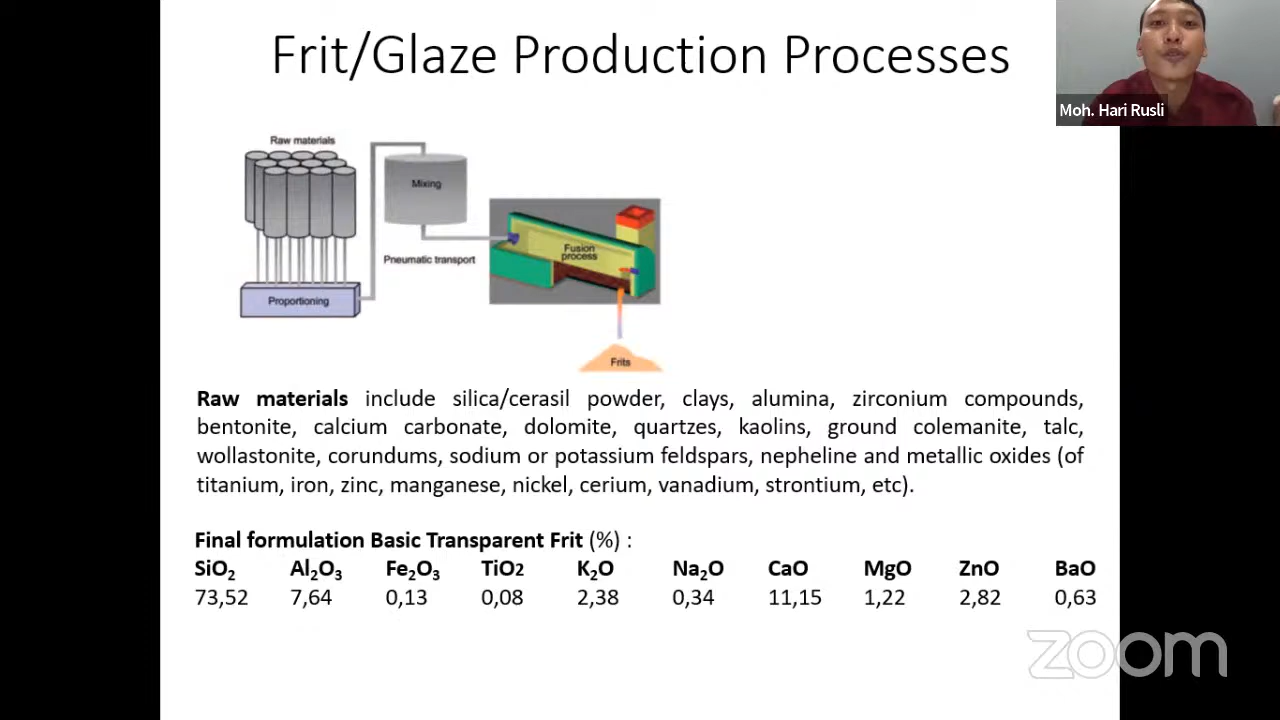 Frit/Glaze Production Processes
Moh. Hari Rusli
Raw materials
Mixing
Pneumatic transport
Fusion
process
Proportioning
Frits
Raw materials include silica/cerasil powder, clays, alumina, zirconium compounds,
bentonite, calcium carbonate, dolomite, quartzes, kaolins, ground colemanite, talc,
wollastonite, corundums, sodium or potassium feldspars, nepheline and metallic oxides (of
titanium, iron, zinc, manganese, nickel, cerium, vanadium, strontium, etc).
Final formulation Basic Transparent Frit (%) :
SiO₂ Al₂O₃ Fe₂O₃ TiO2 K₂O Na₂O CaO MgO ZnO BaO
73,52 7,64 0,13 0,08 2,38 0,34 11,15 1,22 2,82 0,63
zoom